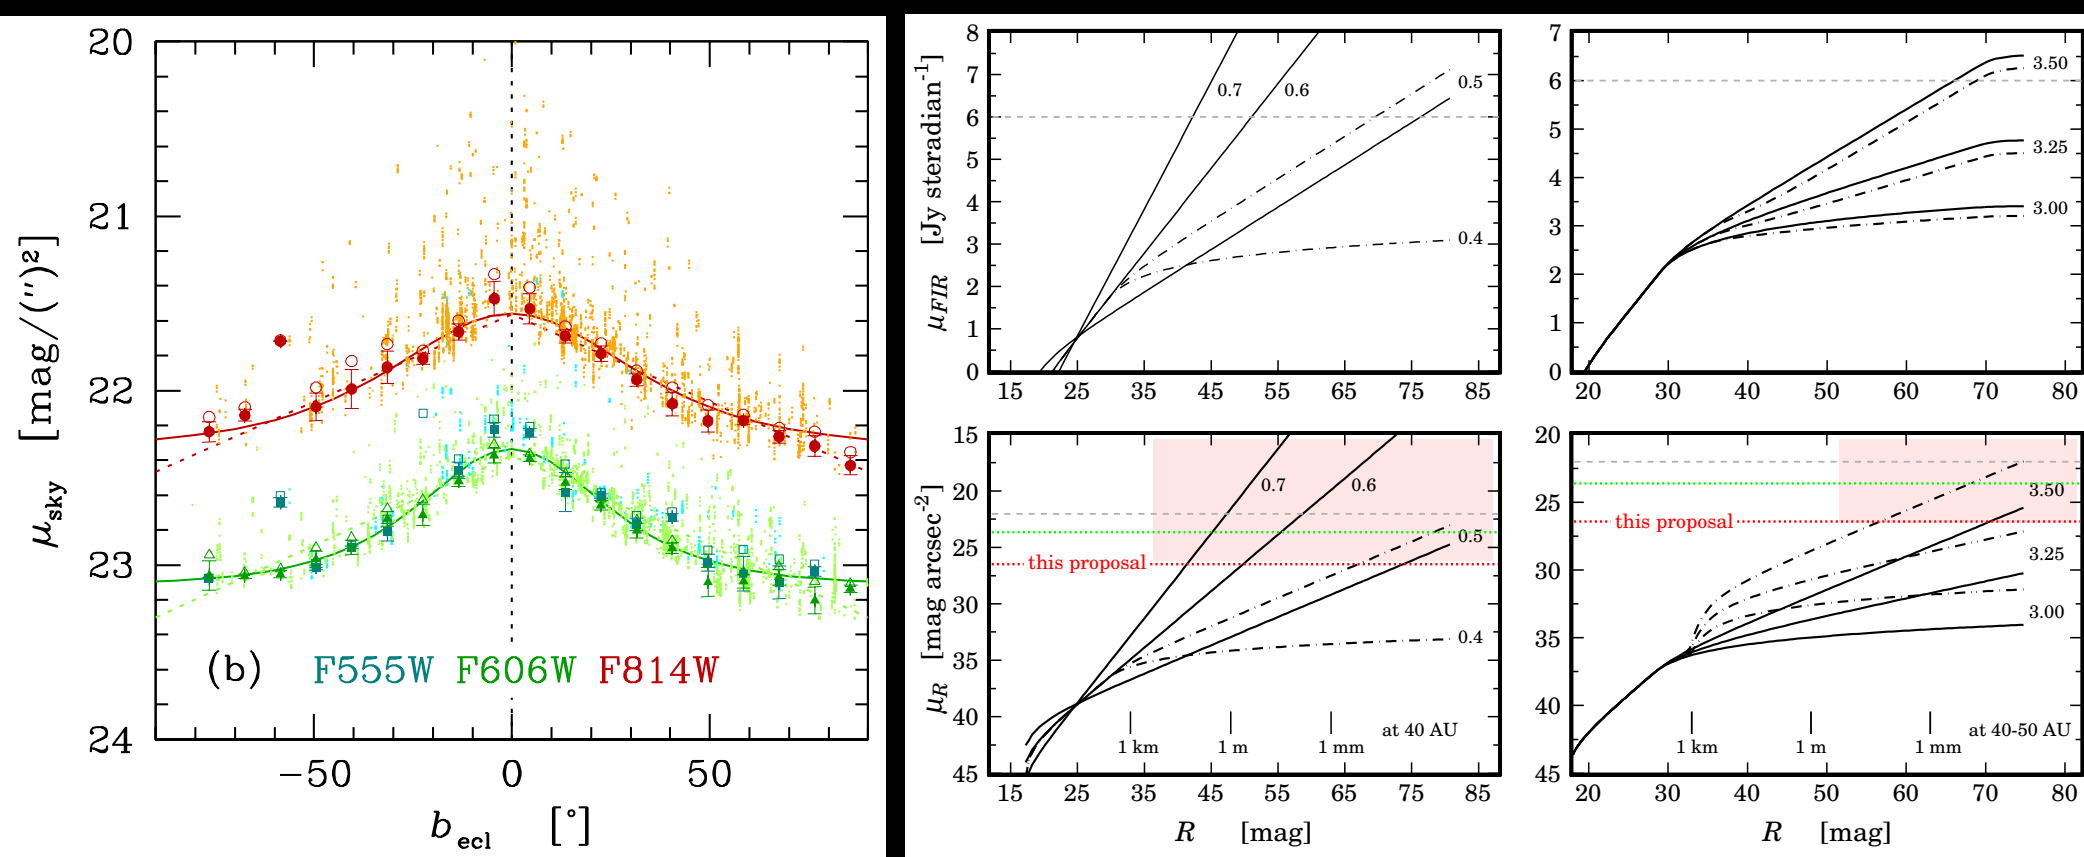 20
21
22
23
24
μsky [mag/(")²]
(b) F555W F606W F814W
−50 0 50
b ecl [°]
8
7
6
5
4
3
2
1
0
μFIR [Jy steradian-1]
0.7 0.6
0.5
0.4
15 25 35 45 55 65 75 85
7
6
5
4
3
2
1
0
3.50
3.25
3.00
20 30 40 50 60 70 80
15
20
25
30
35
40
45
μR [mag arcsec-2]
0.7 0.6
0.5
this proposal
0.4
at 40 AU
1 km 1 m 1 mm
15 25 35 45 55 65 75 85
R [mag]
20
25
30
35
40
45
3.50
this proposal
3.25
3.00
at 40-50 AU
1 km 1 m 1 mm
20 30 40 50 60 70 80
R [mag]